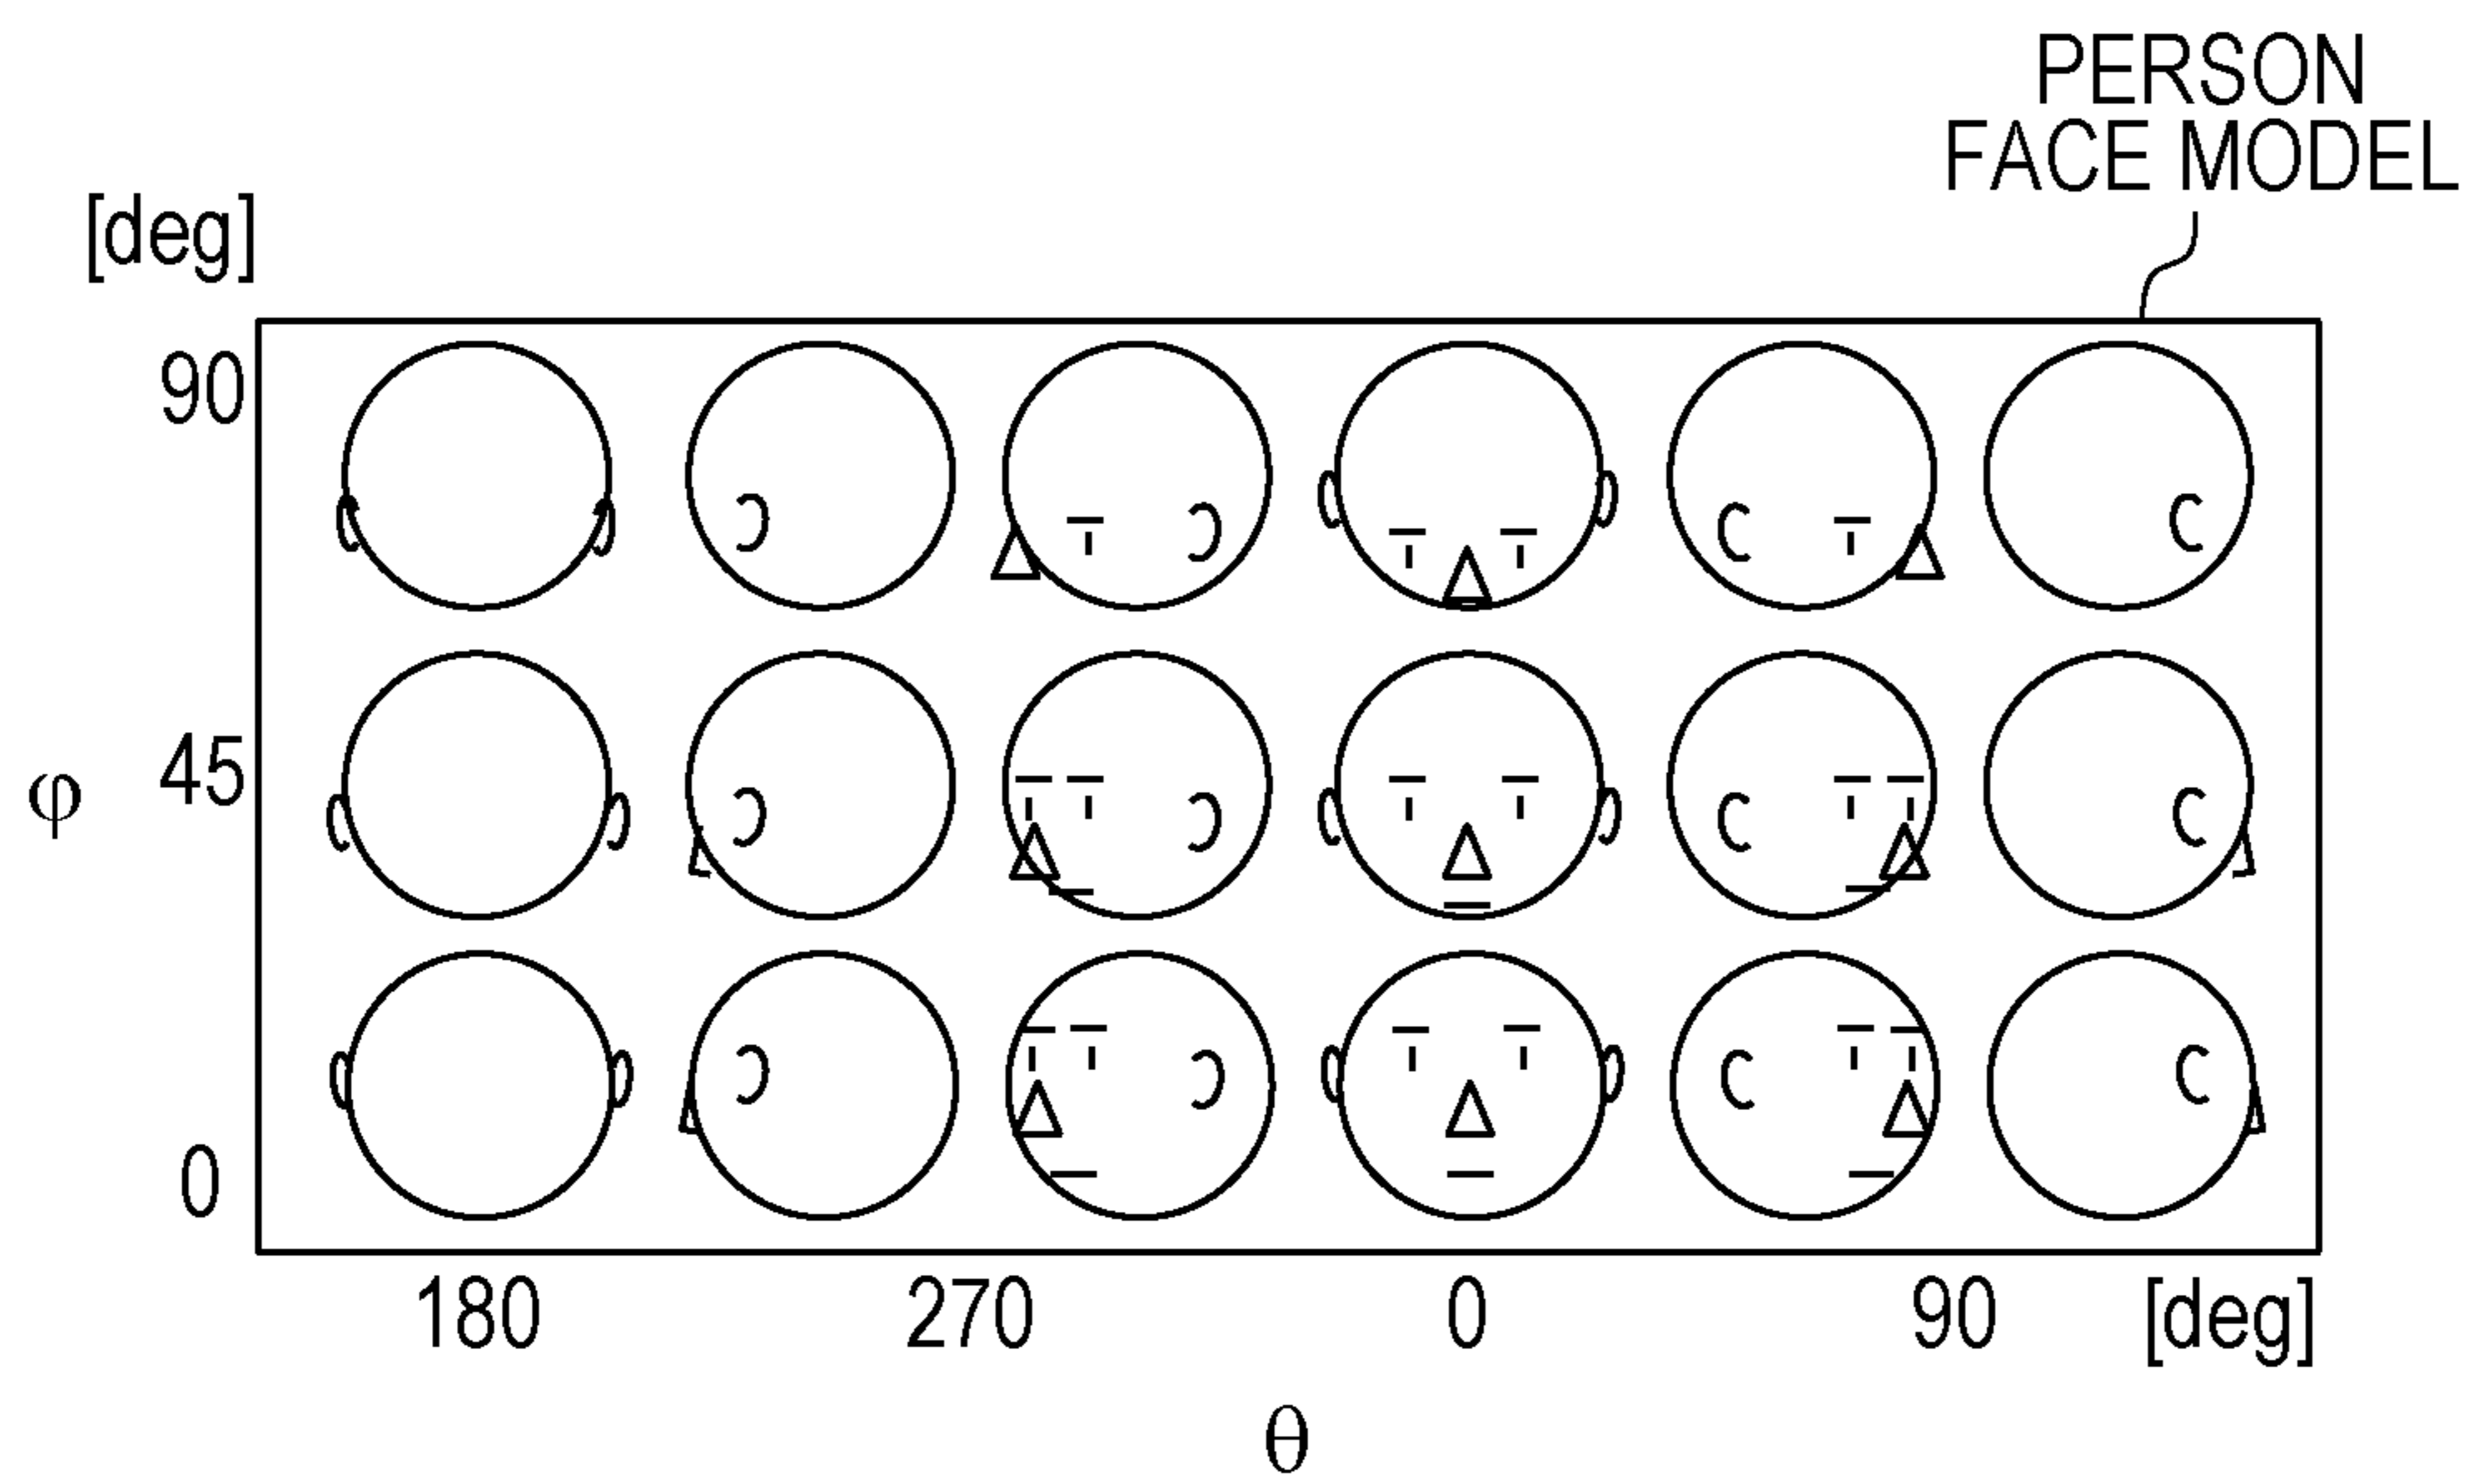 PERSON
FACE MODEL
[deg]
90
45
φ
0
180 270 0 90 [deg]
θ